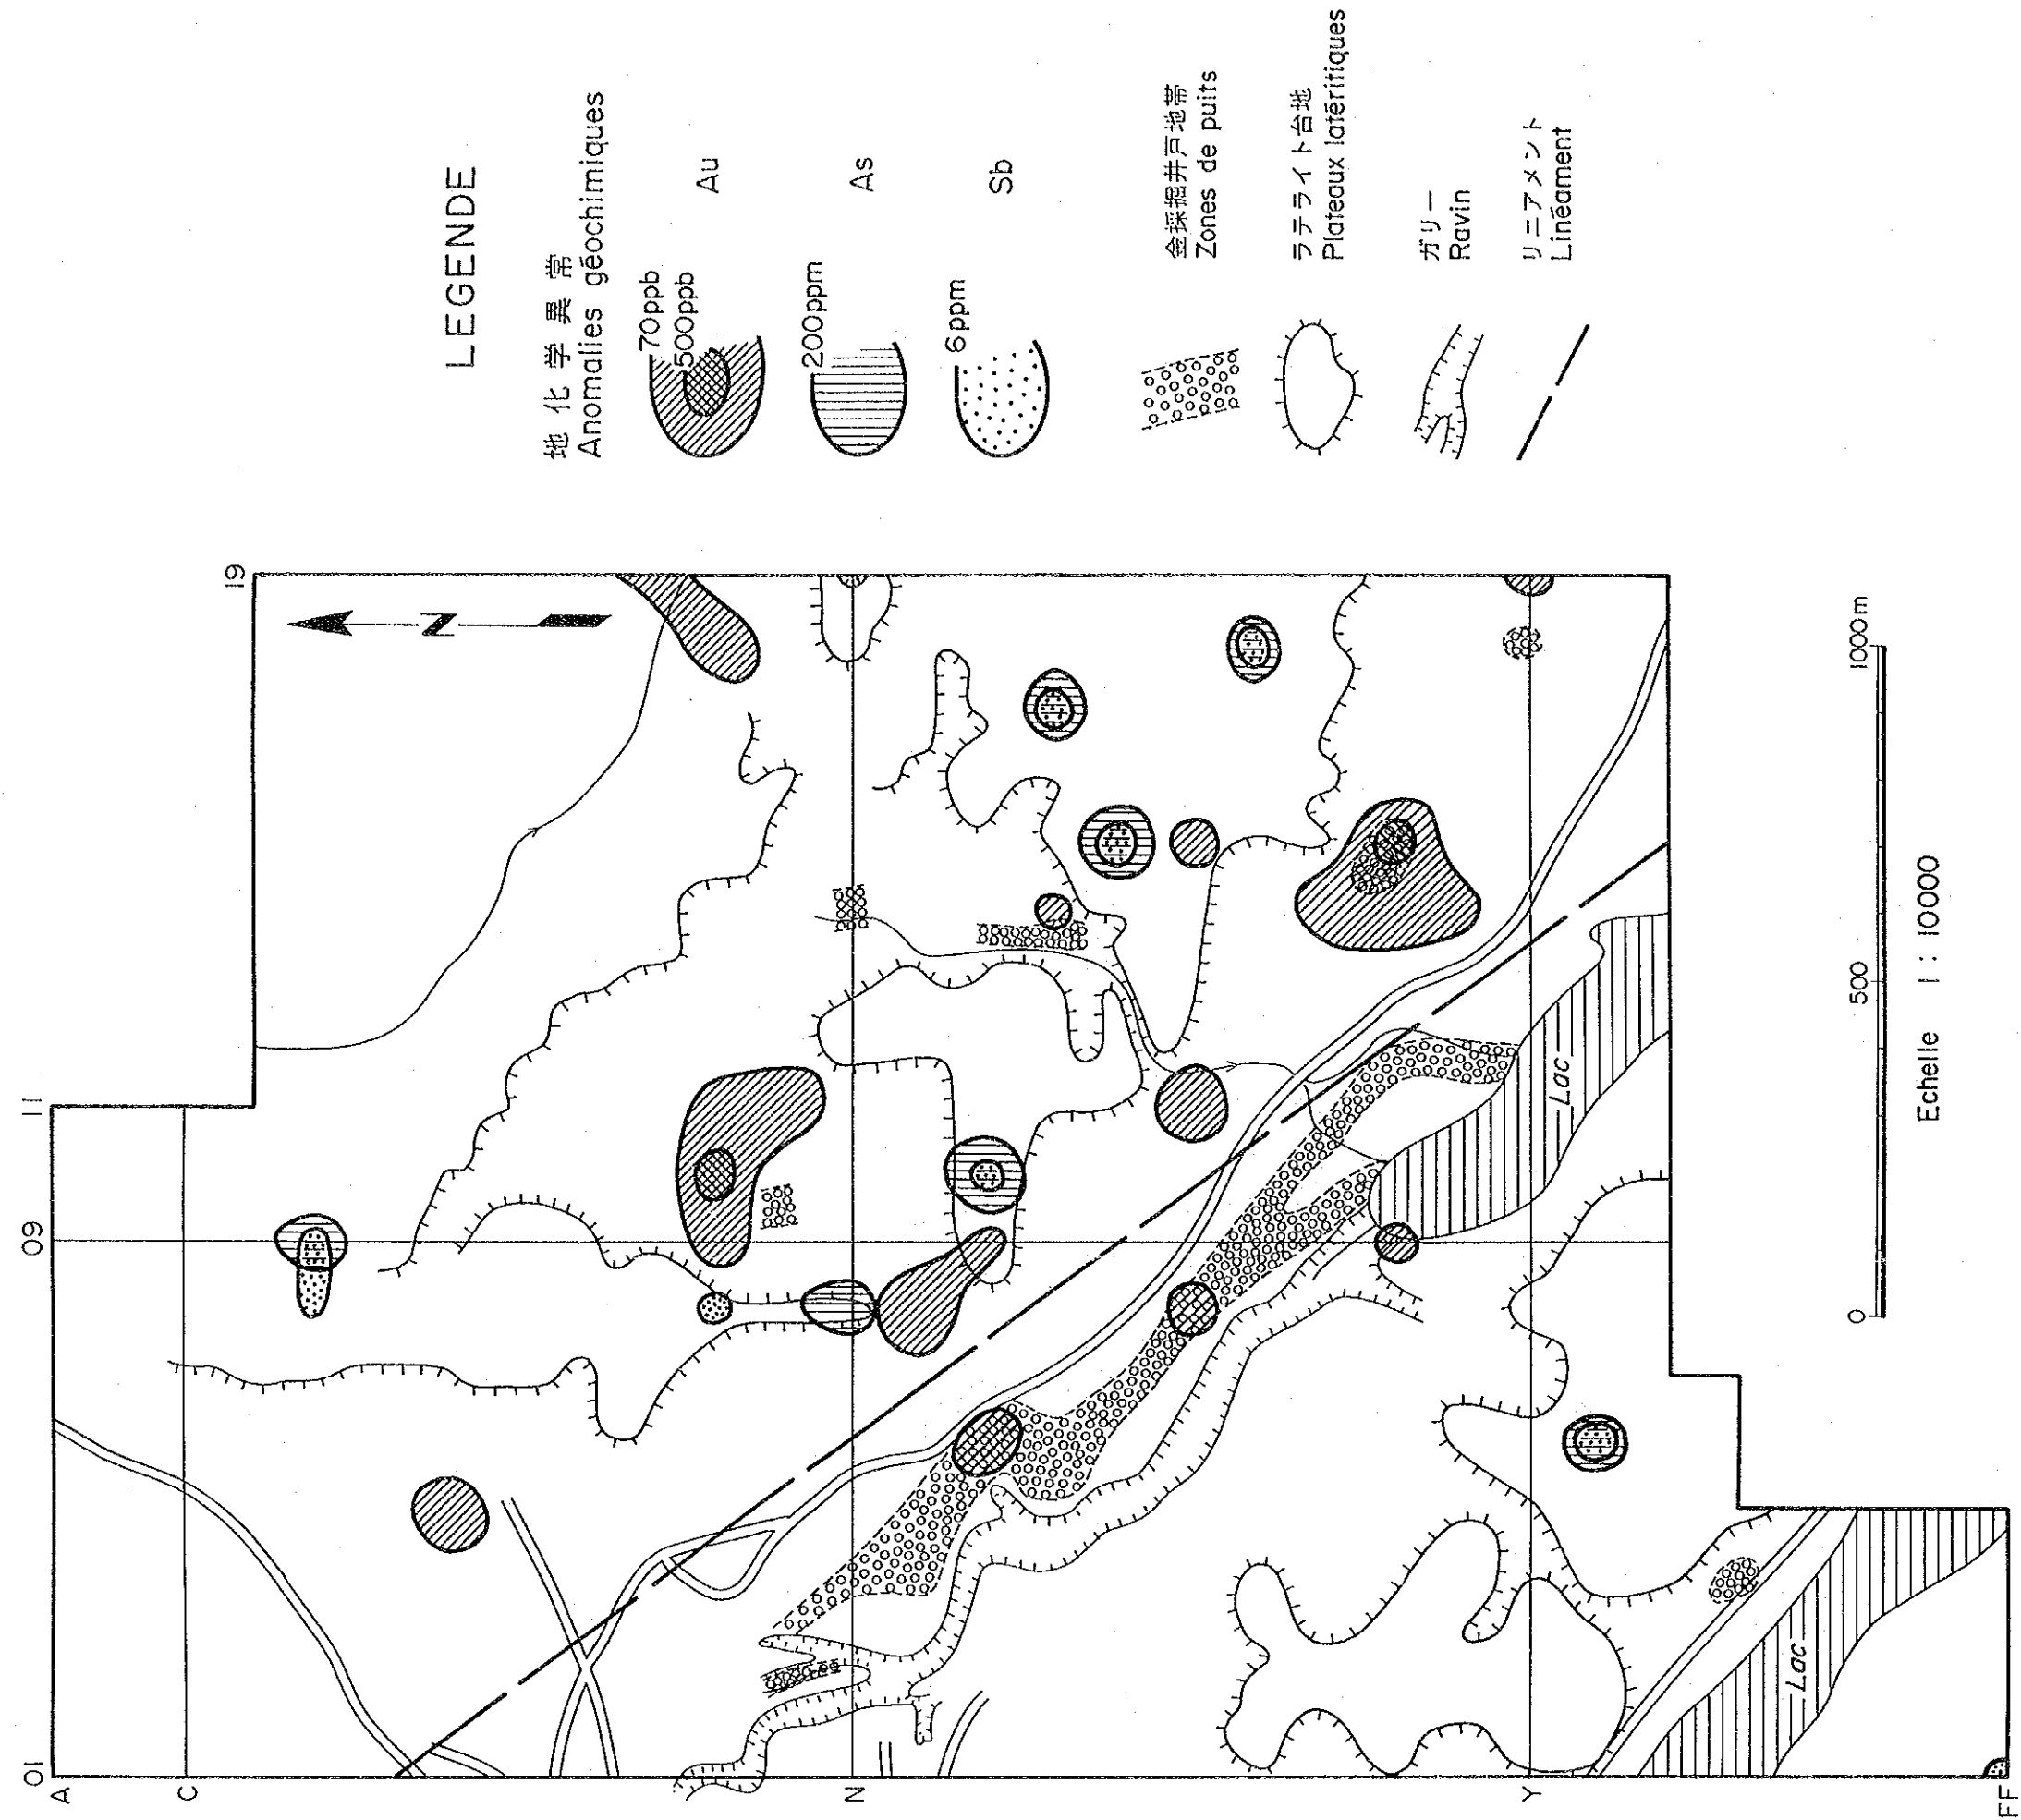 LEGENDE
地化学異常
Anomalies géochimiques
70ppb
500ppb
Au
200ppm
As
6ppm
Sb
金採掘井戸地帯
Zones de puits
ラテライト台地
Plateaux latéritiques
ガリー
Ravin
リニアメント
Linéament
01
09
11
19
A
C
N
Y
FF
N
Lac
Lac
0
500
1000m
Echelle 1 : 10000